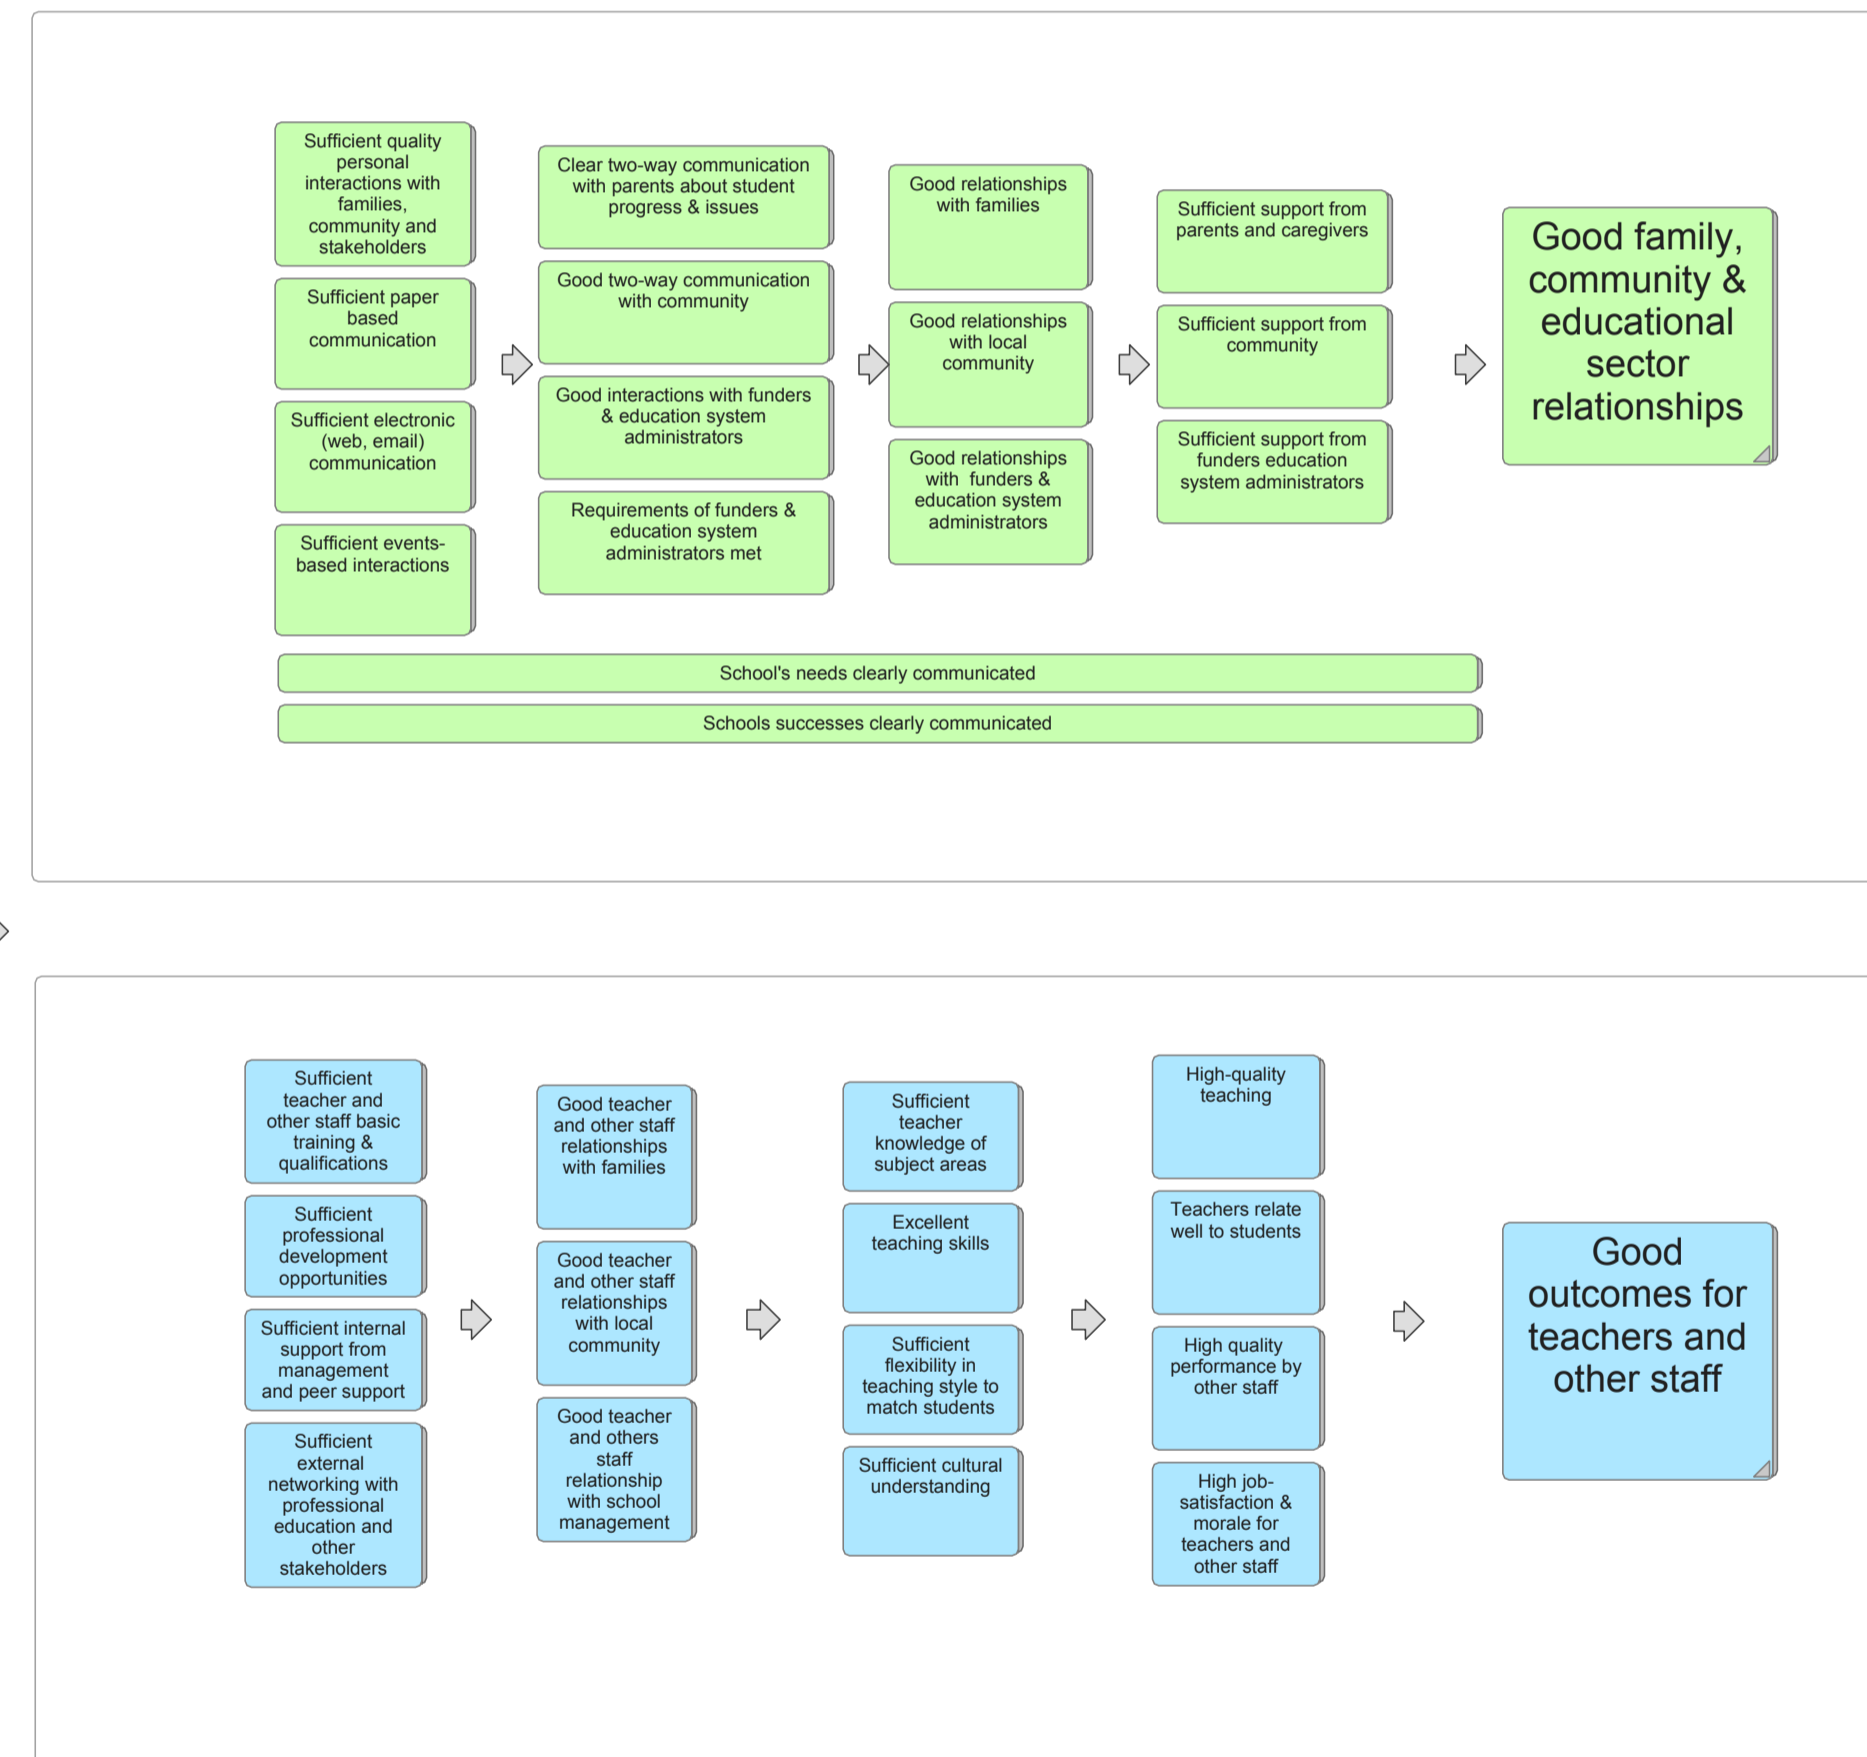 Sufficient quality
personal
interactions with
families,
community and
stakeholders
Sufficient paper
based
communication
Sufficient electronic
(web, email)
communication
Sufficient events-
based interactions
Clear two-way communication
with parents about student
progress & issues
Good two-way communication
with community
Good interactions with funders
& education system
administrators
Requirements of funders &
education system
administrators met
Good relationships
with families
Good relationships
with local
community
Good relationships
with  funders &
education system
administrators
Sufficient support from
parents and caregivers
Sufficient support from
community
Sufficient support from
funders education
system administrators
Good family,
community &
educational
sector
relationships
School's needs clearly communicated
Schools successes clearly communicated
Sufficient
teacher and
other staff basic
training &
qualifications
Sufficient
professional
development
opportunities
Sufficient internal
support from
management
and peer support
Sufficient
external
networking with
professional
education and
other
stakeholders
Good teacher
and other staff
relationships
with families
Good teacher
and other staff
relationships
with local
community
Good teacher
and others
staff
relationship
with school
management
Sufficient
teacher
knowledge of
subject areas
Excellent
teaching skills
Sufficient
flexibility in
teaching style to
match students
Sufficient cultural
understanding
High-quality
teaching
Teachers relate
well to students
High quality
performance by
other staff
High job-
satisfaction &
morale for
teachers and
other staff
Good
outcomes for
teachers and
other staff